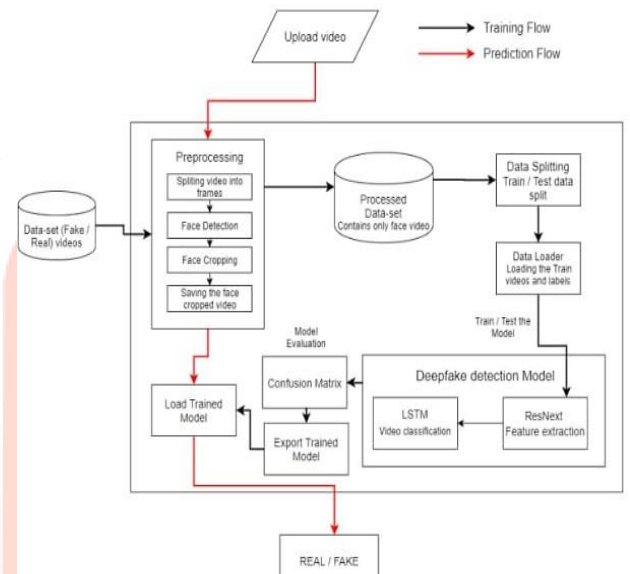 Upload video
Training Flow
Prediction Flow
Preprocessing
Spliting video into
frames
Face Detection
Face Cropping
Saving the face
cropped video
Data-set (Fake /
Real) videos
Processed
Data-set
Contains only face video
Data Splitting
Train / Test data
split
Data Loader
Loading the Train
videos and labels
Train / Test the
Model
Model
Evaluation
Confusion Matrix
Export Trained
Model
Load Trained
Model
Deepfake detection Model
LSTM
Video classification
ResNext
Feature extraction
REAL / FAKE